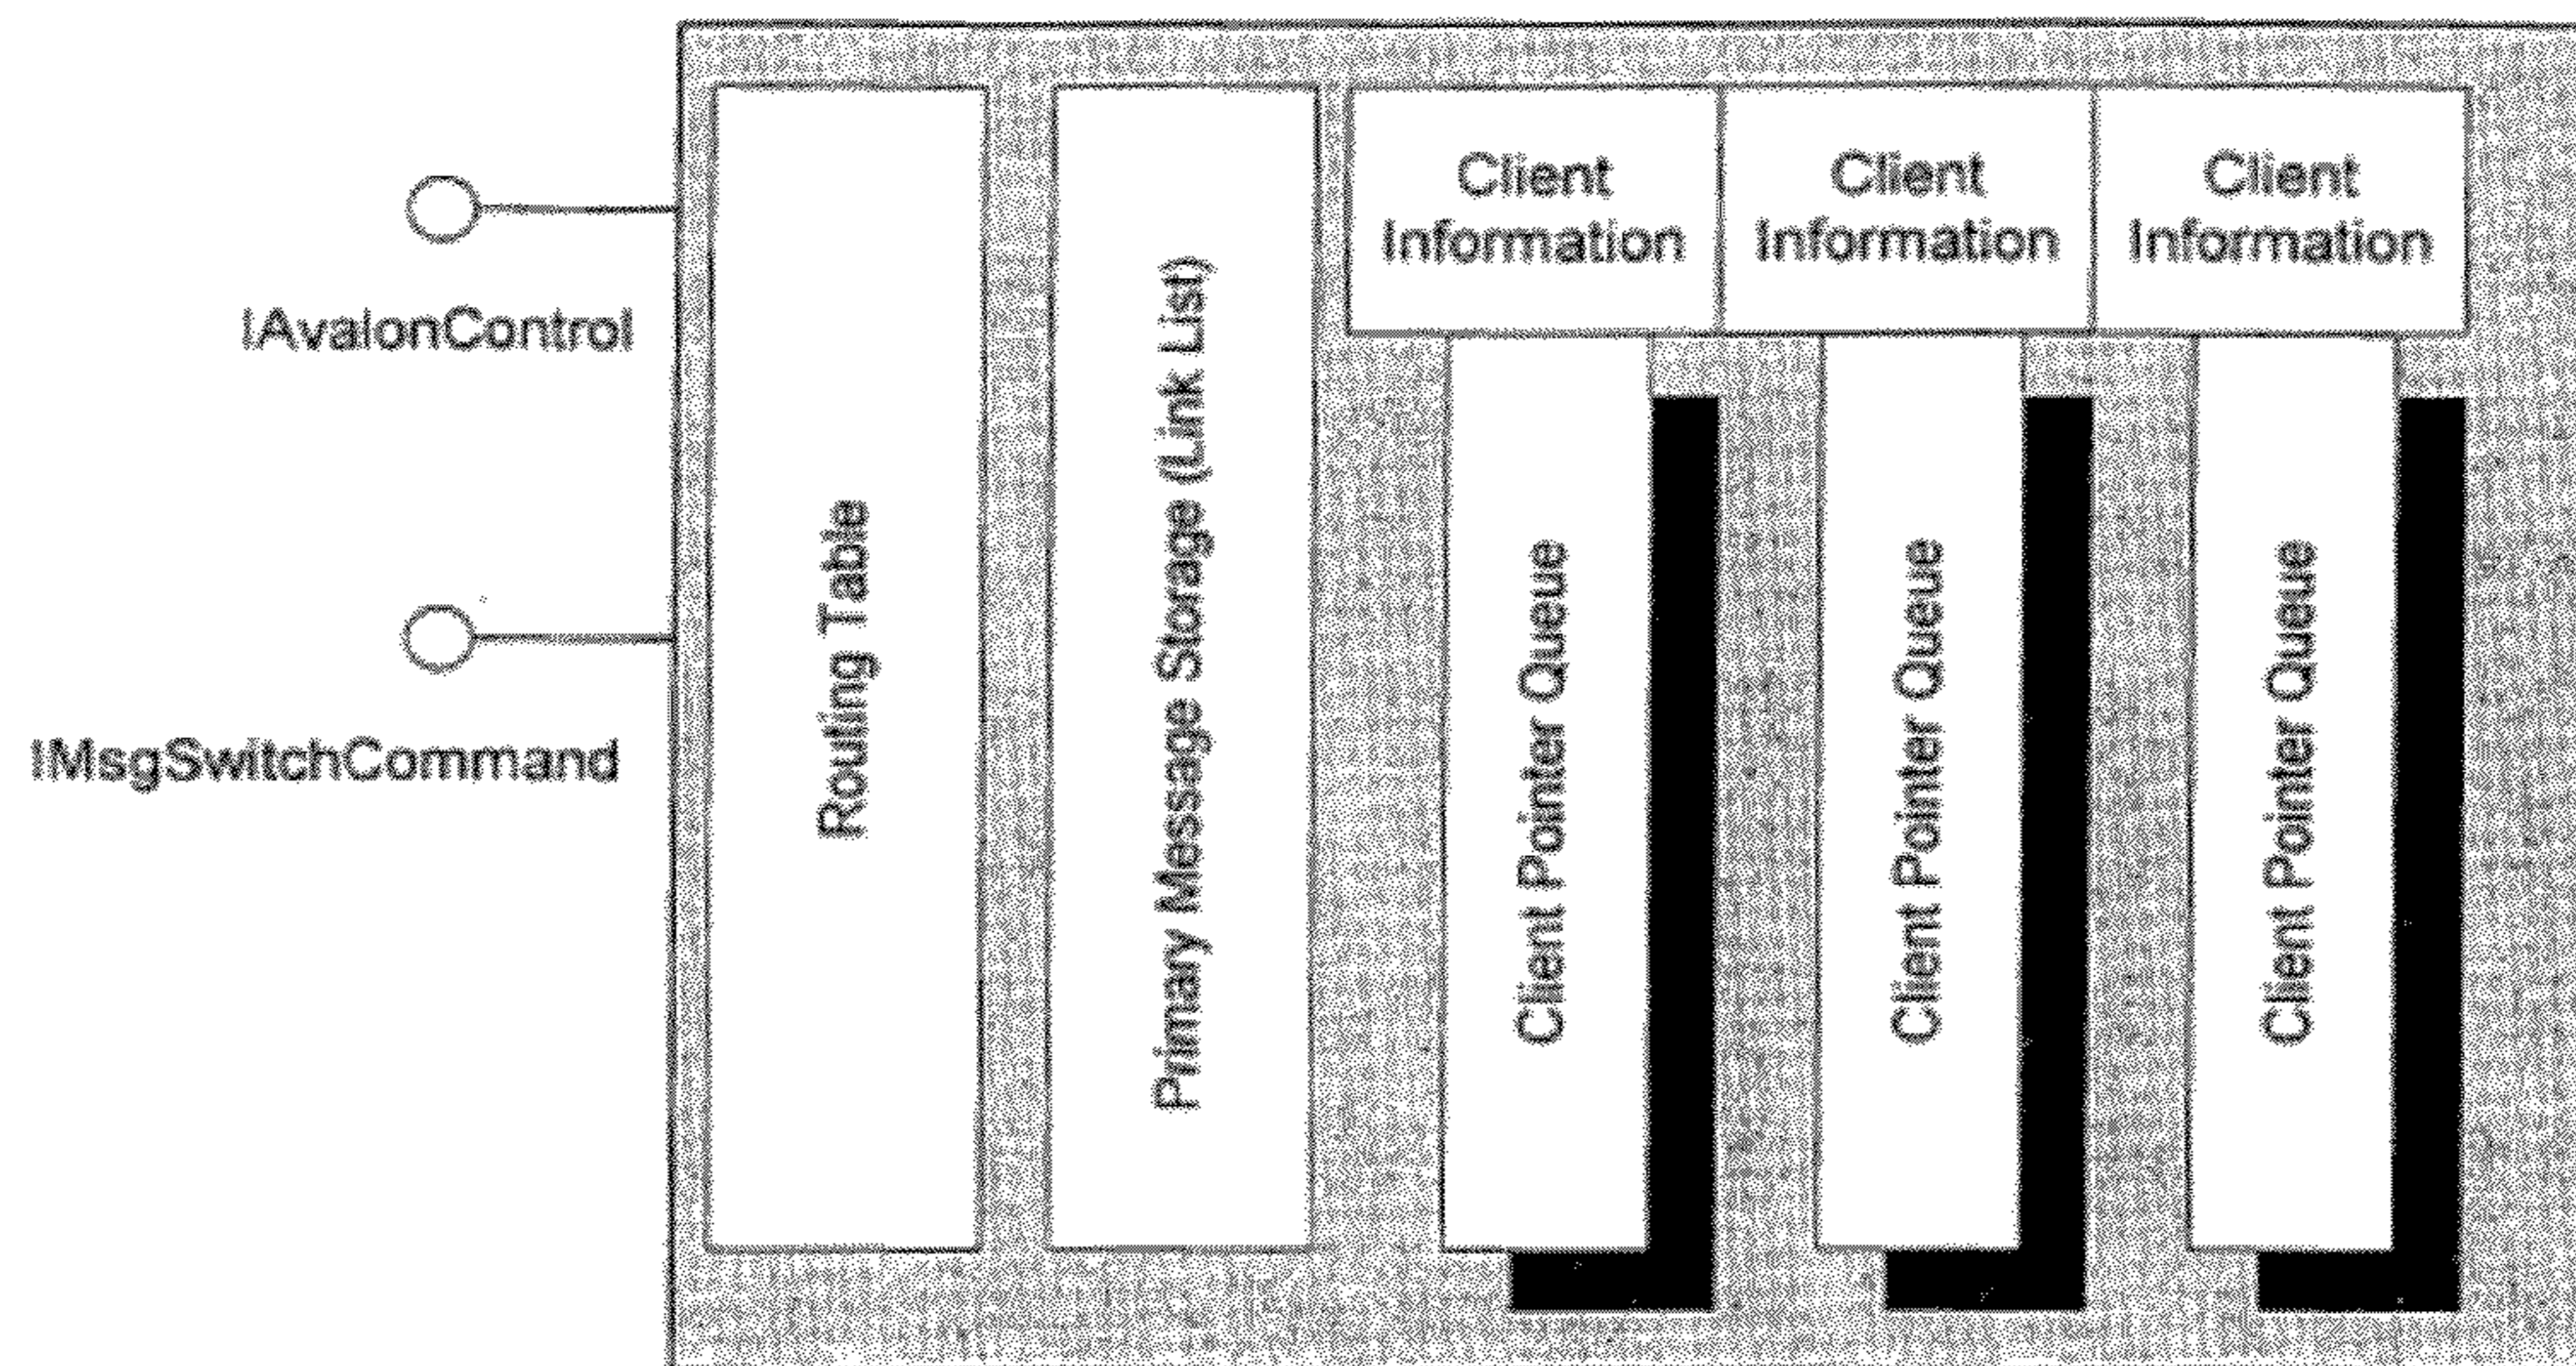 IAvalonControl
IMsgSwitchCommand
Routing Table
Primary Message Storage (Link List)
Client
Information
Client
Information
Client
Information
Client Pointer Queue
Client Pointer Queue
Client Pointer Queue